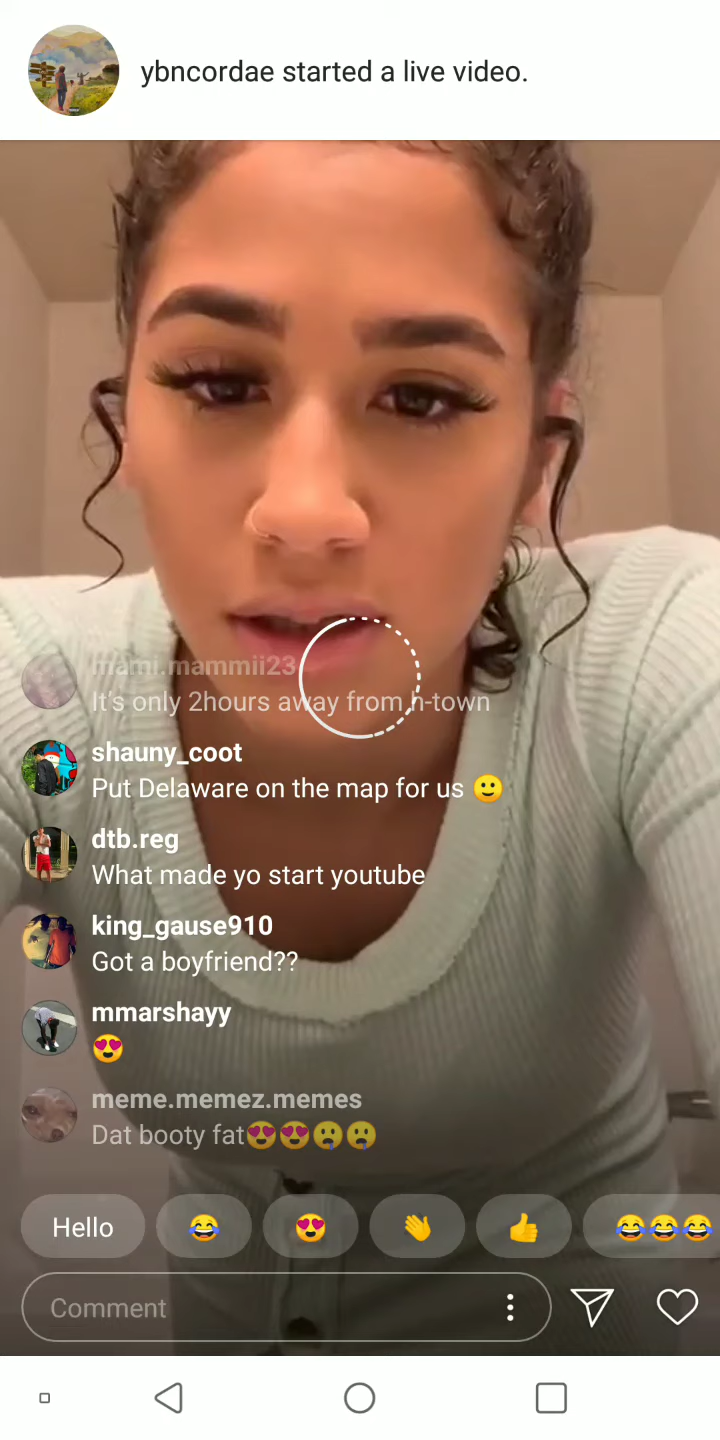 ybncordae started a live video.
mami.mammii23
It's only 2hours away from h-town
shauny_coot
Put Delaware on the map for us 🙂
dtb.reg
What made yo start youtube
king_gause910
Got a boyfriend??
mmarshayy
😍
meme.memez.memes
Dat booty fat😍😍🤤🤤
Hello 😂 😍 👋 👍 😂😂😂
Comment